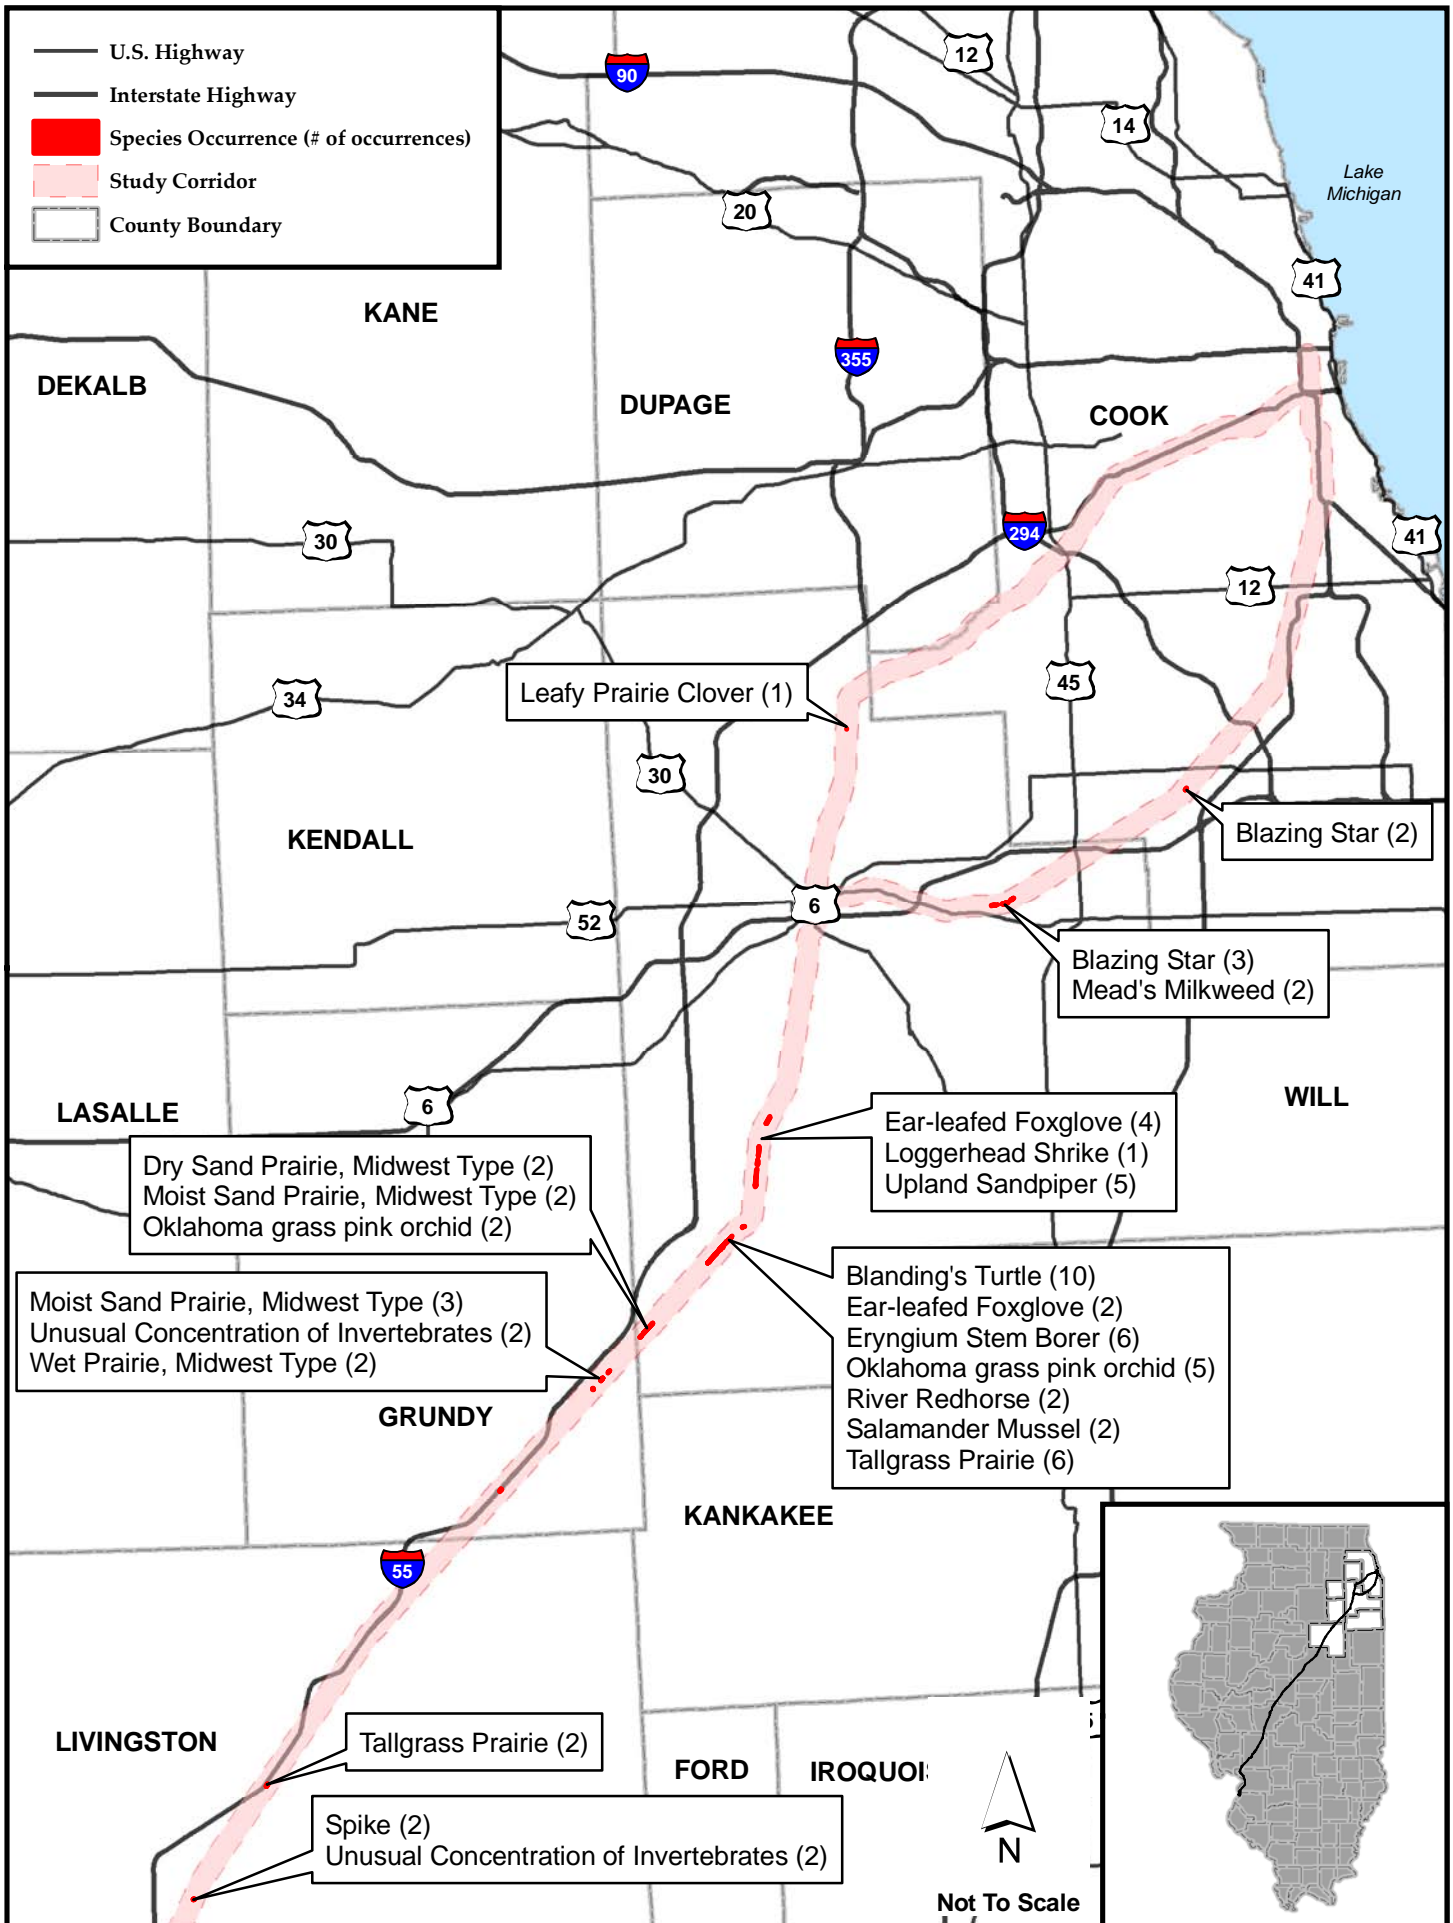 U.S. Highway
Interstate Highway
Species Occurrence (# of occurrences)
Study Corridor
County Boundary
90
12
14
Lake
Michigan
20
41
KANE
355
DEKALB
DUPAGE
COOK
294
41
30
12
34
45
Leafy Prairie Clover (1)
30
KENDALL
Blazing Star (2)
6
52
Blazing Star (3)
Mead's Milkweed (2)
WILL
LASALLE
6
Ear-leafed Foxglove (4)
Loggerhead Shrike (1)
Upland Sandpiper (5)
Dry Sand Prairie, Midwest Type (2)
Moist Sand Prairie, Midwest Type (2)
Oklahoma grass pink orchid (2)
Blanding's Turtle (10)
Ear-leafed Foxglove (2)
Eryngium Stem Borer (6)
Oklahoma grass pink orchid (5)
River Redhorse (2)
Salamander Mussel (2)
Tallgrass Prairie (6)
Moist Sand Prairie, Midwest Type (3)
Unusual Concentration of Invertebrates (2)
Wet Prairie, Midwest Type (2)
GRUNDY
KANKAKEE
55
LIVINGSTON
Tallgrass Prairie (2)
FORD
IROQUOI
Spike (2)
Unusual Concentration of Invertebrates (2)
N
Not To Scale